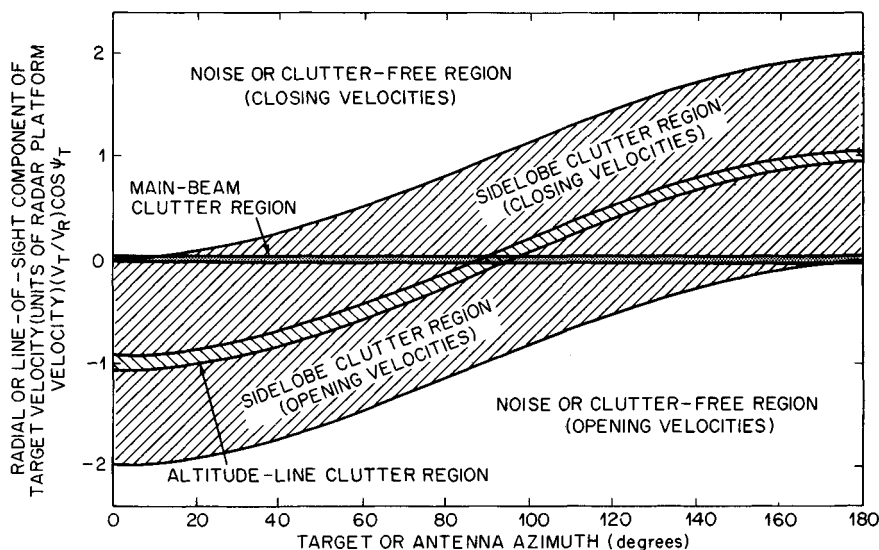 RADIAL OR LINE-OF-SIGHT COMPONENT OF
TARGET VELOCITY (UNITS OF RADAR PLATFORM
VELOCITY)(V_T/V_R)COS Ψ_T
2
1
0
-1
-2
NOISE OR CLUTTER-FREE REGION
(CLOSING VELOCITIES)
MAIN-BEAM
CLUTTER REGION
SIDELOBE CLUTTER REGION
(CLOSING VELOCITIES)
SIDELOBE CLUTTER REGION
(OPENING VELOCITIES)
NOISE OR CLUTTER-FREE REGION
(OPENING VELOCITIES)
ALTITUDE-LINE CLUTTER REGION
0 20 40 60 80 100 120 140 160 180
TARGET OR ANTENNA AZIMUTH (degrees)